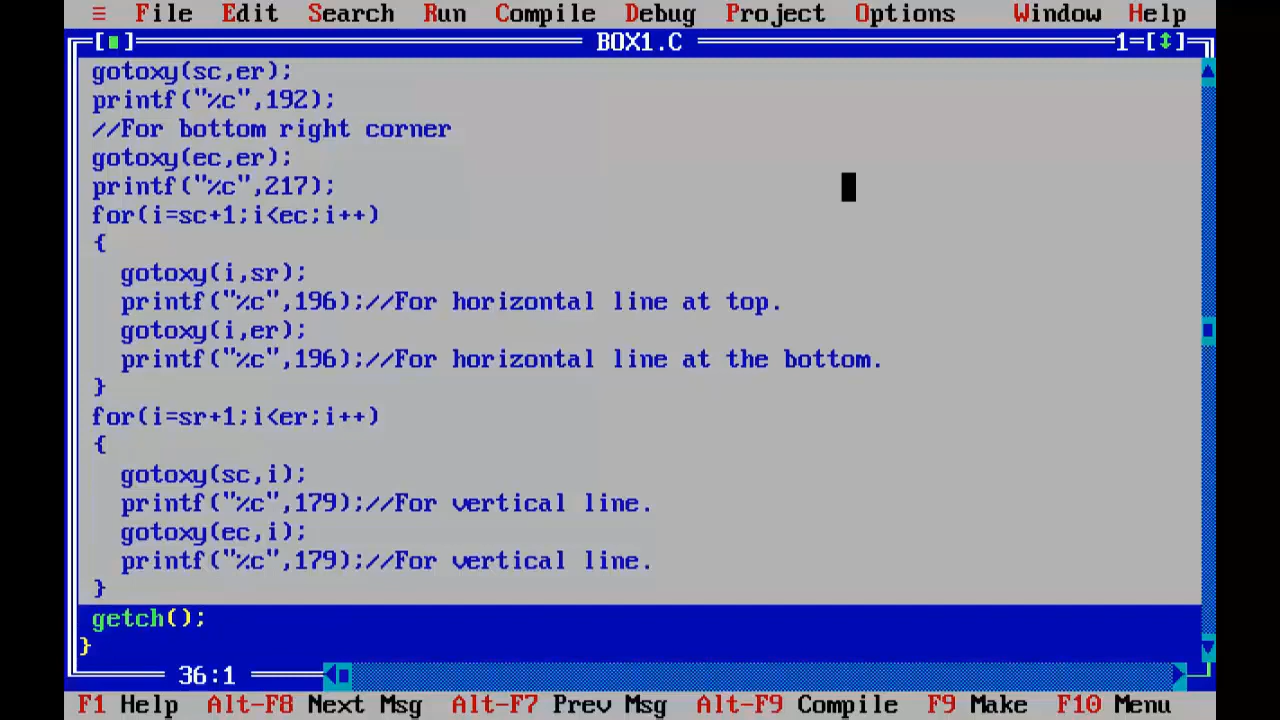 ≡ File Edit Search Run Compile Debug Project Options Window Help
[■] BOX1.C 1=[↕]
gotoxy(sc,er);
printf("%c",192);
//For bottom right corner
gotoxy(ec,er);
printf("%c",217);
for(i=sc+1;i<ec;i++)
{
gotoxy(i,sr);
printf("%c",196);//For horizontal line at top.
gotoxy(i,er);
printf("%c",196);//For horizontal line at the bottom.
}
for(i=sr+1;i<er;i++)
{
gotoxy(sc,i);
printf("%c",179);//For vertical line.
gotoxy(ec,i);
printf("%c",179);//For vertical line.
}
getch();
}
36:1
F1 Help Alt-F8 Next Msg Alt-F7 Prev Msg Alt-F9 Compile F9 Make F10 Menu